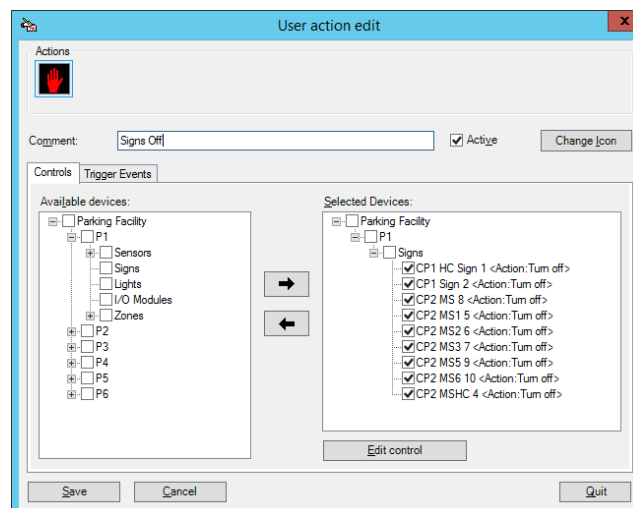 User action edit
x
Actions
Comment:
Signs Off
Active
Change Icon
Controls
Trigger Events
Available devices:
Parking Facility
P1
Sensors
Signs
Lights
I/O Modules
Zones
P2
P3
P4
P5
P6
Selected Devices:
Parking Facility
P1
Signs
CP1 HC Sign 1 <Action:Turn off>
CP1 Sign 2 <Action:Turn off>
CP2 MS 8 <Action:Turn off>
CP2 MS1 5 <Action:Turn off>
CP2 MS2 6 <Action:Turn off>
CP2 MS3 7 <Action:Turn off>
CP2 MS5 9 <Action:Turn off>
CP2 MS6 10 <Action:Turn off>
CP2 MSHC 4 <Action:Turn off>
Edit control
Save
Cancel
Quit